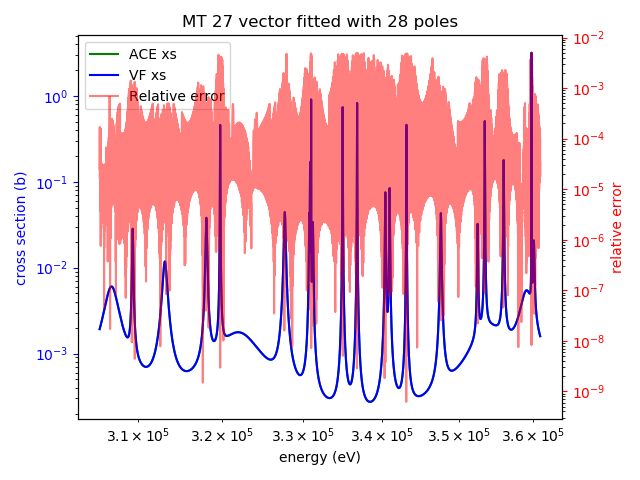 MT 27 vector fitted with 28 poles
ACE xs
VF xs
Relative error
cross section (b)
10⁰
10⁻¹
10⁻²
10⁻³
relative error
10⁻²
10⁻³
10⁻⁴
10⁻⁵
10⁻⁶
10⁻⁷
10⁻⁸
10⁻⁹
3.1 × 10⁵ 3.2 × 10⁵ 3.3 × 10⁵ 3.4 × 10⁵ 3.5 × 10⁵ 3.6 × 10⁵
energy (eV)